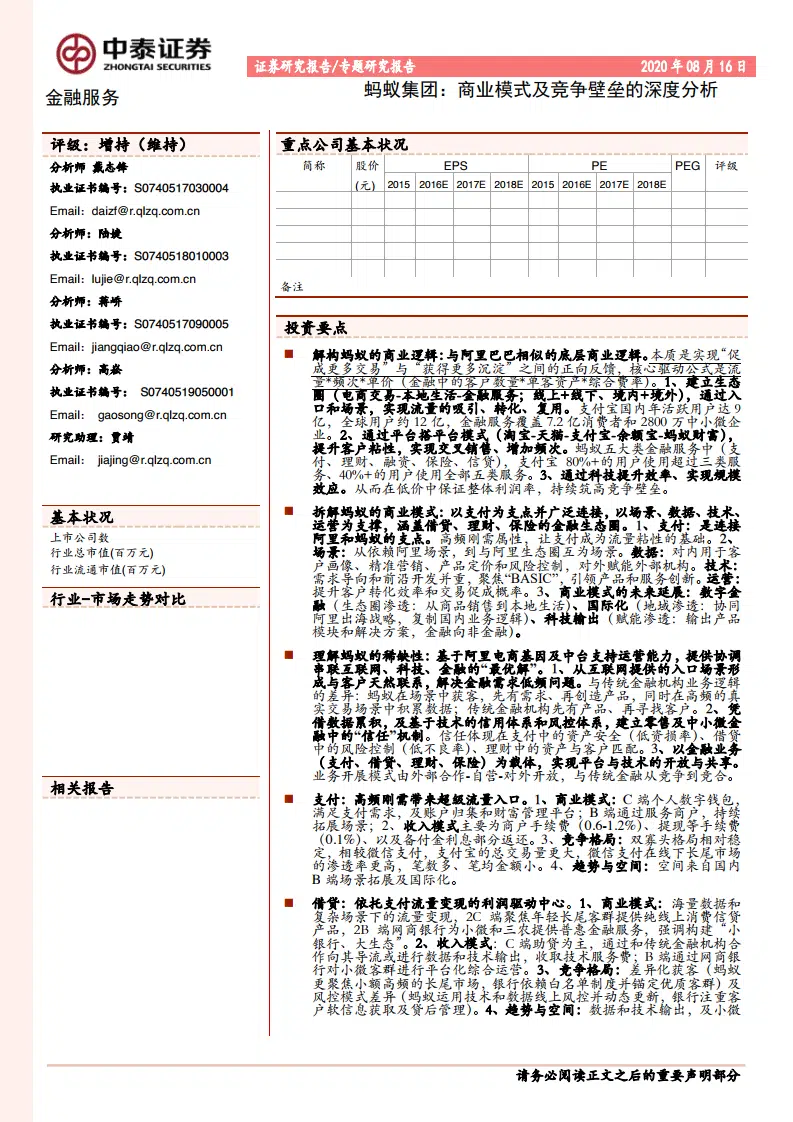 中泰证券
ZHONGTAI SECURITIES
证券研究报告/专题研究报告
2020年08月16日
金融服务
蚂蚁集团：商业模式及竞争壁垒的深度分析
评级：增持（维持）
分析师 戴志锋
执业证书编号：S0740517030004
Email：daizf@r.qlzq.com.cn
分析师：陆婕
执业证书编号：S0740518010003
Email：lujie@r.qlzq.com.cn
分析师：蒋峤
执业证书编号：S0740517090005
Email：jiangqiao@r.qlzq.com.cn
分析师：高崧
执业证书编号： S0740519050001
Email： gaosong@r.qlzq.com.cn
研究助理：贾靖
Email： jiajing@r.qlzq.com.cn
基本状况
上市公司数
行业总市值(百万元)
行业流通市值(百万元)
行业-市场走势对比
相关报告
重点公司基本状况
简称 股价 EPS PE PEG 评级
(元) 2015 2016E 2017E 2018E 2015 2016E 2017E 2018E
备注
投资要点
■ 解构蚂蚁的商业逻辑：与阿里巴巴相似的底层商业逻辑。本质是实现“促
成更多交易”与“获得更多沉淀”之间的正向反馈，核心驱动公式是流
量*频次*单价（金融中的客户数量*单客资产*综合费率）。1、建立生态
圈（电商交易-本地生活-金融服务；线上+线下、境内+境外），通过入
口和场景，实现流量的吸引、转化、复用。支付宝国内年活跃用户达 9
亿，全球用户约 12 亿，金融服务覆盖 7.2 亿消费者和 2800 万中小微企
业。2、通过平台搭平台模式（淘宝-天猫-支付宝-余额宝-蚂蚁财富），
提升客户粘性，实现交叉销售、增加频次。蚂蚁五大类金融服务中（支
付、理财、融资、保险、信贷），支付宝 80%+的用户使用超过三类服
务、40%+的用户使用全部五类服务。3、通过科技提升效率、实现规模
效应。从而在低价中保证整体利润率，持续筑高竞争壁垒。
■ 拆解蚂蚁的商业模式：以支付为支点并广泛连接，以场景、数据、技术、
运营为支撑，涵盖借贷、理财、保险的金融生态圈。1、支付：是连接
阿里和蚂蚁的支点。高频刚需属性，让支付成为流量粘性的基础。2、
场景：从依赖阿里场景，到与阿里生态圈互为场景。数据：对内用于客
户画像、精准营销、产品定价和风险控制，对外赋能外部机构。技术：
需求导向和前沿开发并重，聚焦“BASIC”，引领产品和服务创新。运营：
提升客户转化效率和交易促成概率。3、商业模式的未来延展：数字金
融（生态圈渗透：从商品销售到本地生活）、国际化（地域渗透：协同
阿里出海战略，复制国内业务逻辑）、科技输出（赋能渗透：输出产品
模块和解决方案，金融向非金融）。
■ 理解蚂蚁的稀缺性：基于阿里电商基因及中台支持运营能力，提供协调
串联互联网、科技、金融的“最优解”。1、从互联网提供的入口场景形
成与客户天然联系，解决金融需求低频问题。与传统金融机构业务逻辑
的差异：蚂蚁在场景中获客，先有需求、再创造产品，同时在高频的真
实交易场景中积累数据；传统金融机构先有产品、再寻找客户。2、凭
借数据累积，及基于技术的信用体系和风控体系，建立零售及中小微金
融中的“信任”机制。信任体现在支付中的资产安全（低资损率）、借贷
中的风险控制（低不良率）、理财中的资产与客户匹配。3、以金融业务
（为支付、借贷、理财、保险）为载体，实现平台与技术的开放与共享。
业务开展模式由外部合作-自营-对外开放，与传统金融从竞争到竞合。
■ 支付：高频刚需带来超级流量入口。1、商业模式：C 端个人数字钱包，
满足支付需求，及账户归集和财富管理平台；B 端通过服务商户，持续
拓展场景；2、收入模式主要为商户手续费（0.6-1.2%）、提现等手续费
（0.1%）、以及备付金利息部分返还。3、竞争格局：双寡头格局相对稳
定，相较微信支付，支付宝的总交易量更大，微信支付在线下长尾市场
的渗透率更高，笔数多、笔均金额小。4、趋势与空间：空间来自国内
B 端场景拓展及国际化。
■ 借贷：依托支付流量变现的利润驱动中心。1、商业模式：海量数据和
复杂场景下的流量变现，2C 端聚焦年轻长尾客群提供纯线上消费信贷
产品，2B 端网商银行为小微和三农提供普惠金融服务，强调构建“小
银行、大生态”。2、收入模式：C 端助贷为主，通过和传统金融机构合
作向其导流或进行数据和技术输出，收取技术服务费；B 端通过网商银
行对小微客群进行平台化综合运营。3、竞争格局：差异化获客（蚂蚁
更聚焦小额高频的长尾市场，银行依赖白名单制度并锚定优质客群）及
风控模式差异（蚂蚁运用技术和数据线上风控并动态更新，银行注重客
户软信息获取及贷后管理）。4、趋势与空间：数据和技术输出，及小微
请务必阅读正文之后的重要声明部分